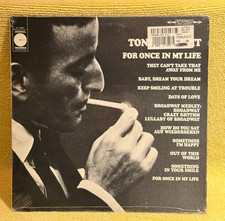 TONY
FOR ONCE IN MY LIFE
THEY CAN'T TAKE THAT
AWAY FROM ME
BABY, DREAM YOUR DREAM
KEEP SMILING AT TROUBLE
DAYS OF LOVE
BROADWAY MEDLEY:
BROADWAY
CRAZY RHYTHM
LULLABY OF BROADWAY
HOW DO YOU SAY
AUF WIEDERSEHEN
SOMETIMES
I'M HAPPY
OUT OF THIS
WORLD
SOMETHING
IN YOUR SMILE
FOR ONCE IN MY LIFE